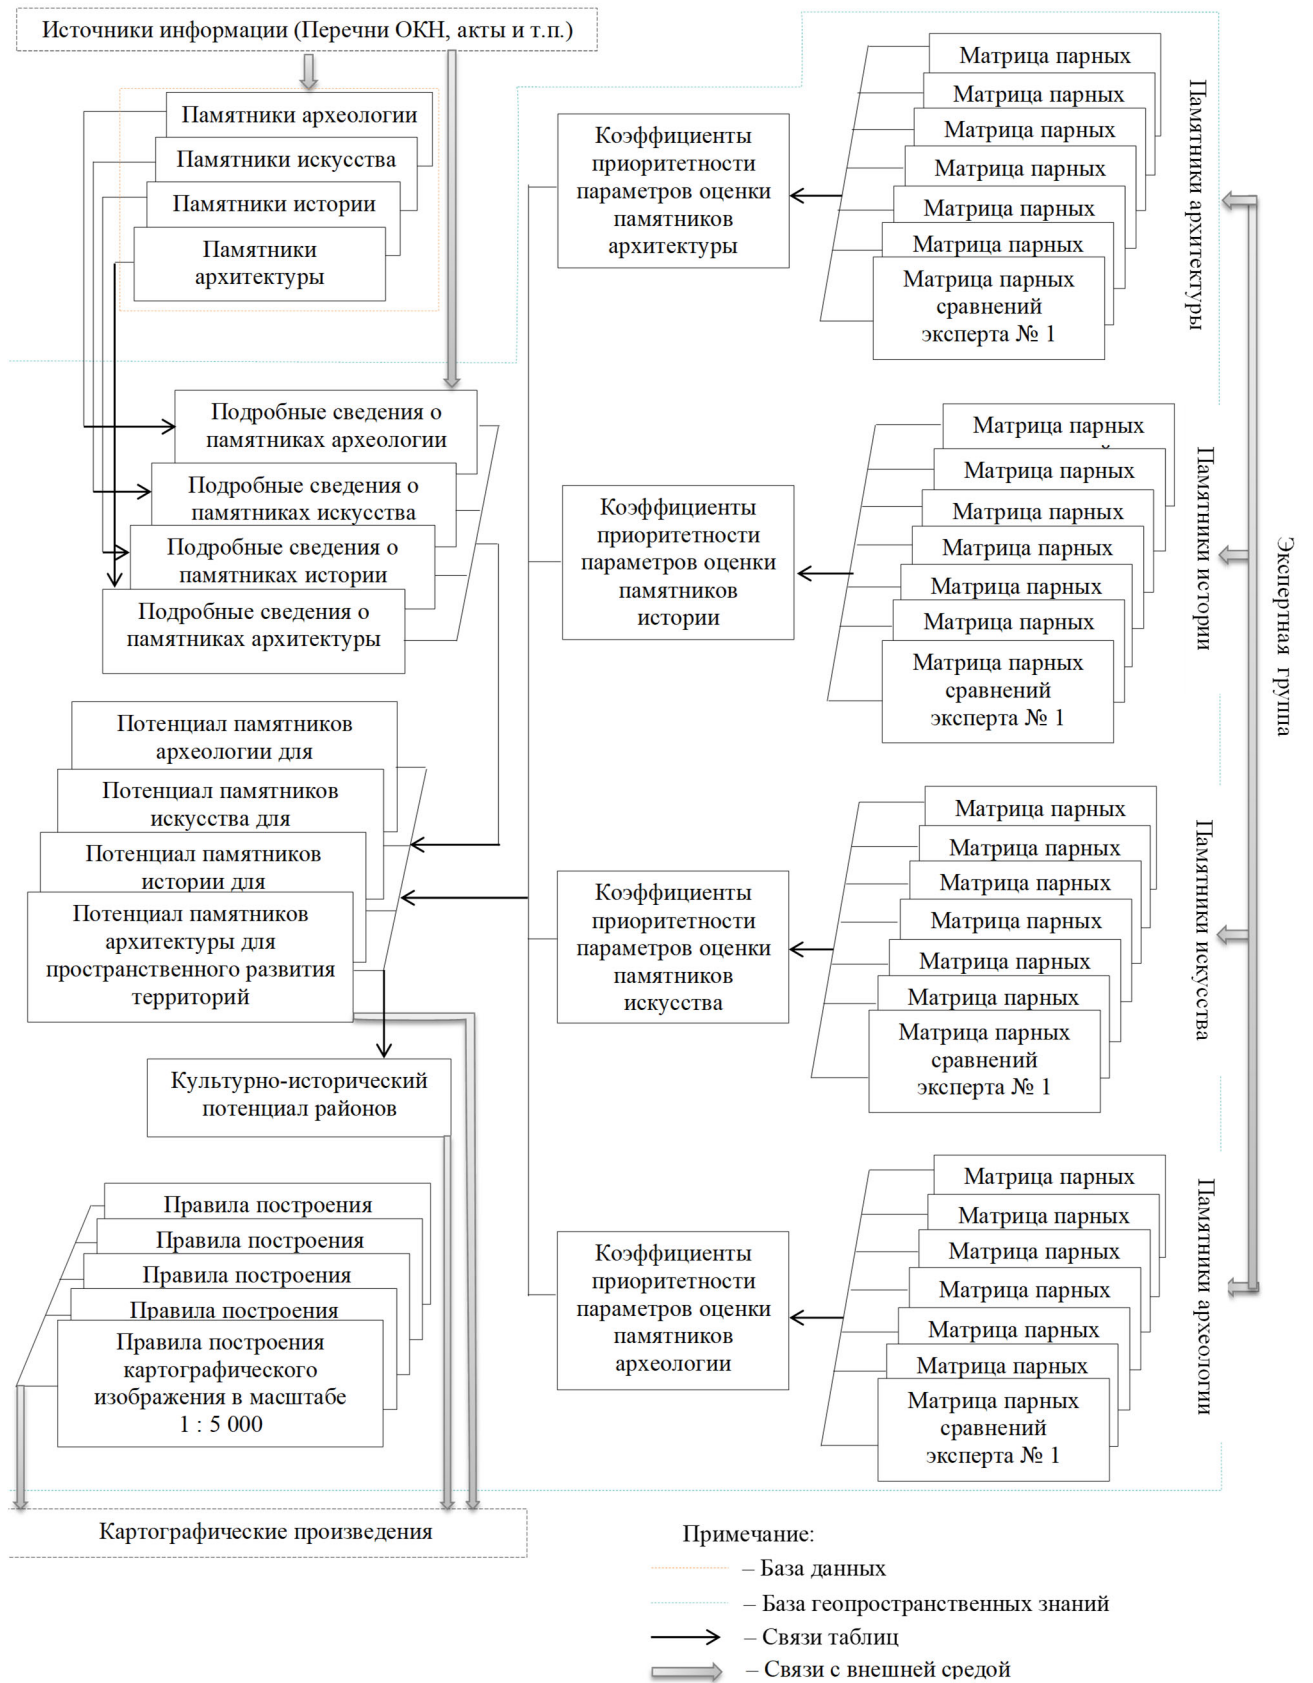 Источники информации (Перечни ОКН, акты и т.п.)
Памятники археологии
Памятники искусства
Памятники истории
Памятники
архитектуры
Подробные сведения о
памятниках археологии
Подробные сведения о
памятниках искусства
Подробные сведения о
памятниках истории
Подробные сведения о
памятниках архитектуры
Потенциал памятников
археологии для
Потенциал памятников
искусства для
Потенциал памятников
истории для
Потенциал памятников
архитектуры для
пространственного развития
территорий
Культурно-исторический
потенциал районов
Правила построения
Правила построения
Правила построения
Правила построения
Правила построения
картографического
изображения в масштабе
1 : 5 000
Картографические произведения
Коэффициенты
приоритетности
параметров оценки
памятников
архитектуры
Коэффициенты
приоритетности
параметров оценки
памятников
истории
Коэффициенты
приоритетности
параметров оценки
памятников
искусства
Коэффициенты
приоритетности
параметров оценки
памятников
археологии
Матрица парных
Матрица парных
Матрица парных
Матрица парных
Матрица парных
Матрица парных
Матрица парных
сравнений
эксперта № 1
Памятники архитектуры
Матрица парных
Матрица парных
Матрица парных
Матрица парных
Матрица парных
Матрица парных
Матрица парных
сравнений
эксперта № 1
Памятники истории
Матрица парных
Матрица парных
Матрица парных
Матрица парных
Матрица парных
Матрица парных
Матрица парных
сравнений
эксперта № 1
Памятники искусства
Матрица парных
Матрица парных
Матрица парных
Матрица парных
Матрица парных
Матрица парных
Матрица парных
сравнений
эксперта № 1
Памятники археологии
Экспертная группа
Примечание:
– База данных
– База геопространственных знаний
– Связи таблиц
– Связи с внешней средой